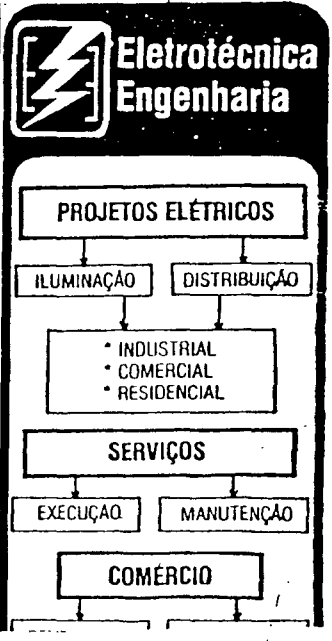 Eletrotécnica
Engenharia
PROJETOS ELÉTRICOS
ILUMINAÇÃO
DISTRIBUIÇÃO
* INDUSTRIAL
* COMERCIAL
* RESIDENCIAL
SERVIÇOS
EXECUÇÃO
MANUTENÇÃO
COMÉRCIO